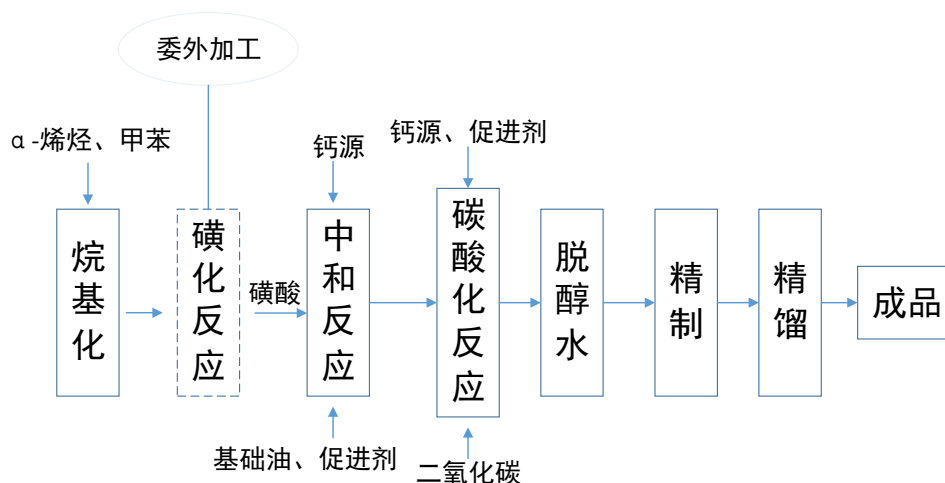 委外加工
α-烯烃、甲苯
钙源
钙源、促进剂
烷基化
磺化反应
磺酸
中和反应
碳酸化反应
脱醇水
精制
精馏
成品
基础油、促进剂
二氧化碳